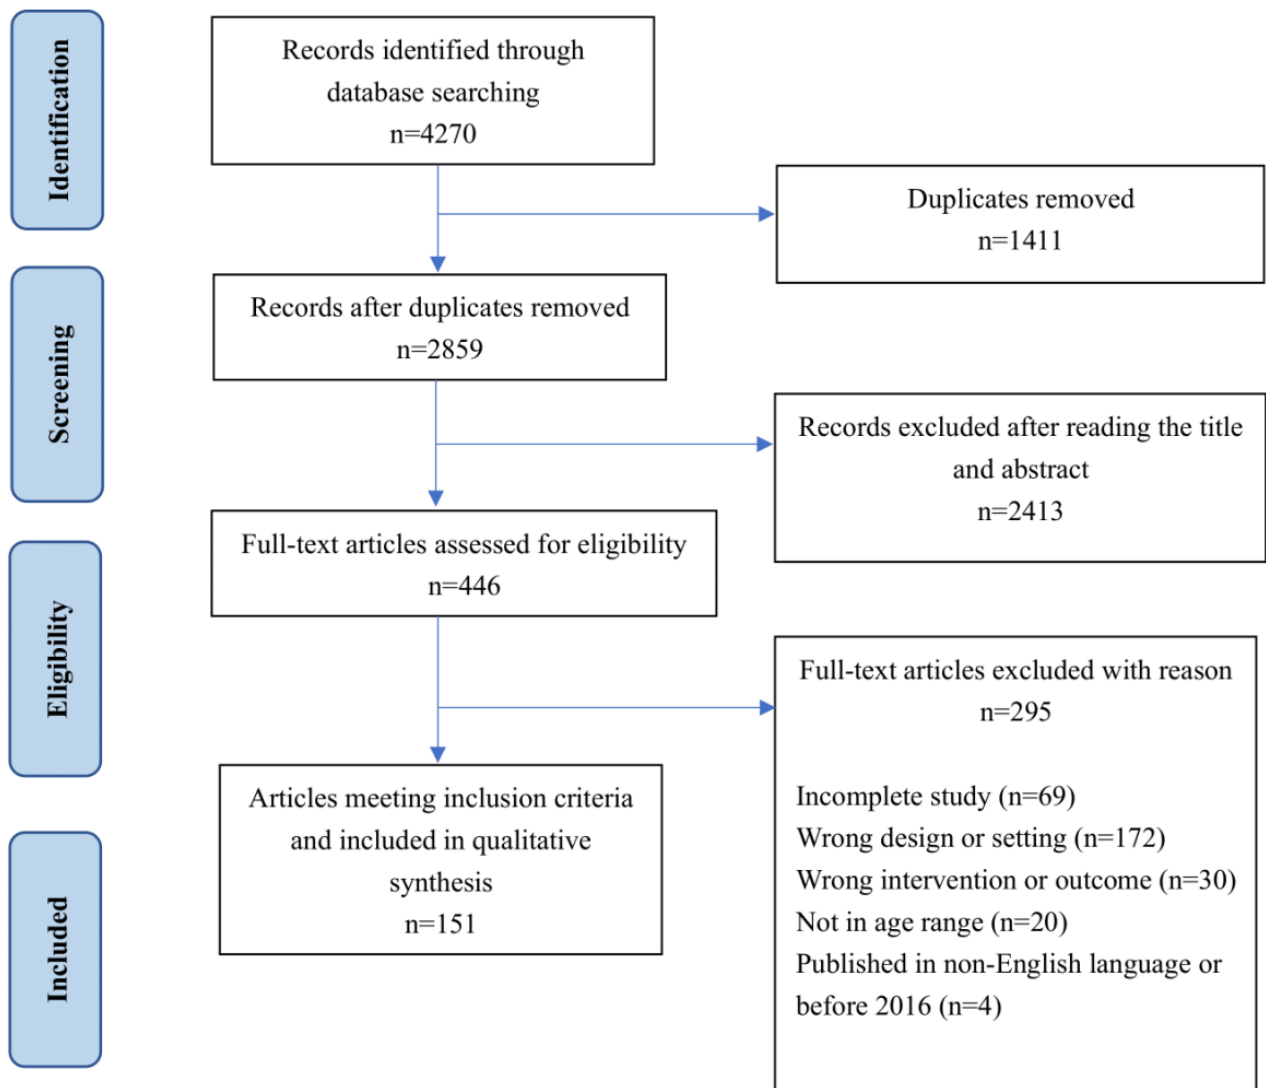 Identification
Records identified through
database searching
n=4270
Duplicates removed
n=1411
Screening
Records after duplicates removed
n=2859
Records excluded after reading the title
and abstract
n=2413
Eligibility
Full-text articles assessed for eligibility
n=446
Full-text articles excluded with reason
n=295
Incomplete study (n=69)
Wrong design or setting (n=172)
Wrong intervention or outcome (n=30)
Not in age range (n=20)
Published in non-English language or
before 2016 (n=4)
Included
Articles meeting inclusion criteria
and included in qualitative
synthesis
n=151